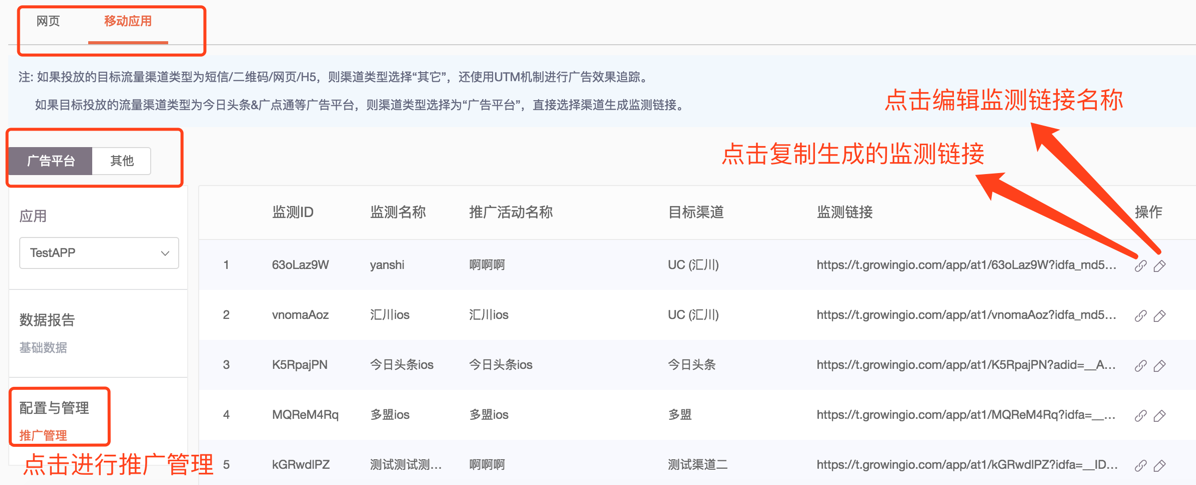 网页 移动应用
注: 如果投放的目标流量渠道类型为短信/二维码/网页/H5，则渠道类型选择“其它”，还使用UTM机制进行广告效果追踪。
如果目标投放的流量渠道类型为今日头条&广点通等广告平台，则渠道类型选择为“广告平台”，直接选择渠道生成监测链接。
点击编辑监测链接名称
点击复制生成的监测链接
广告平台 其他
应用
TestAPP
数据报告
基础数据
配置与管理
推广管理
点击进行推广管理
监测ID 监测名称 推广活动名称 目标渠道 监测链接 操作
1 63oLaz9W yanshi 啊啊啊 UC (汇川) https://t.growingio.com/app/at1/63oLaz9W?idfa_md5...
2 vnomaAoz 汇川ios 汇川ios UC (汇川) https://t.growingio.com/app/at1/vnomaAoz?idfa_md5...
3 K5RpajPN 今日头条ios 今日头条ios 今日头条 https://t.growingio.com/app/at1/K5RpajPN?adid=__A...
4 MQReM4Rq 多盟ios 多盟ios 多盟 https://t.growingio.com/app/at1/MQReM4Rq?idfa=__...
5 kGRwdlPZ 测试测试测... 啊啊啊 测试渠道二 https://t.growingio.com/app/at1/kGRwdlPZ?idfa=__ID...